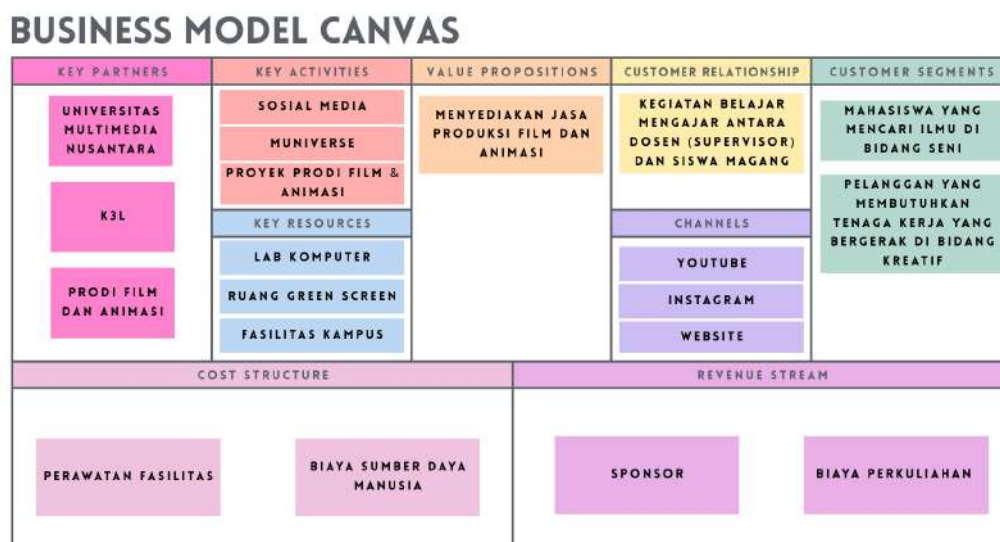 BUSINESS MODEL CANVAS
KEY PARTNERS
UNIVERSITAS
MULTIMEDIA
NUSANTARA
K3L
PRODI FILM
DAN ANIMASI
KEY ACTIVITIES
SOSIAL MEDIA
MUNIVERSE
PROYEK PRODI FILM &
ANIMASI
KEY RESOURCES
LAB KOMPUTER
RUANG GREEN SCREEN
FASILITAS KAMPUS
VALUE PROPOSITIONS
MENYEDIAKAN JASA
PRODUKSI FILM DAN
ANIMASI
CUSTOMER RELATIONSHIP
KEGIATAN BELAJAR
MENGAJAR ANTARA
DOSEN (SUPERVISOR)
DAN SISWA MAGANG
CHANNELS
YOUTUBE
INSTAGRAM
WEBSITE
CUSTOMER SEGMENTS
MAHASISWA YANG
MENCARI ILMU DI
BIDANG SENI
PELANGGAN YANG
MEMBUTUHKAN
TENAGA KERJA YANG
BERGERAK DI BIDANG
KREATIF
COST STRUCTURE
PERAWATAN FASILITAS
BIAYA SUMBER DAYA
MANUSIA
REVENUE STREAM
SPONSOR
BIAYA PERKULIAHAN